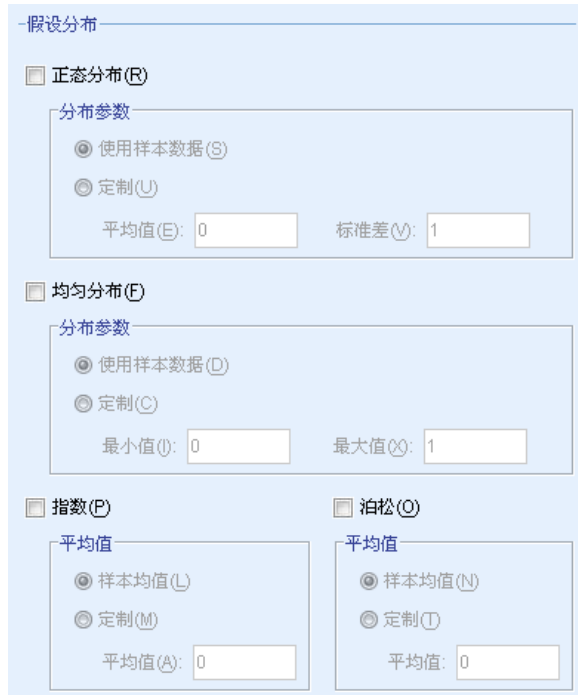 假设分布
正态分布(R)
分布参数
使用样本数据(S)
定制(U)
平均值(E): 0 标准差(V): 1
均匀分布(F)
分布参数
使用样本数据(D)
定制(C)
最小值(I): 0 最大值(X): 1
指数(P) 泊松(O)
平均值 平均值
样本均值(L) 样本均值(N)
定制(M) 定制(T)
平均值(A): 0 平均值: 0